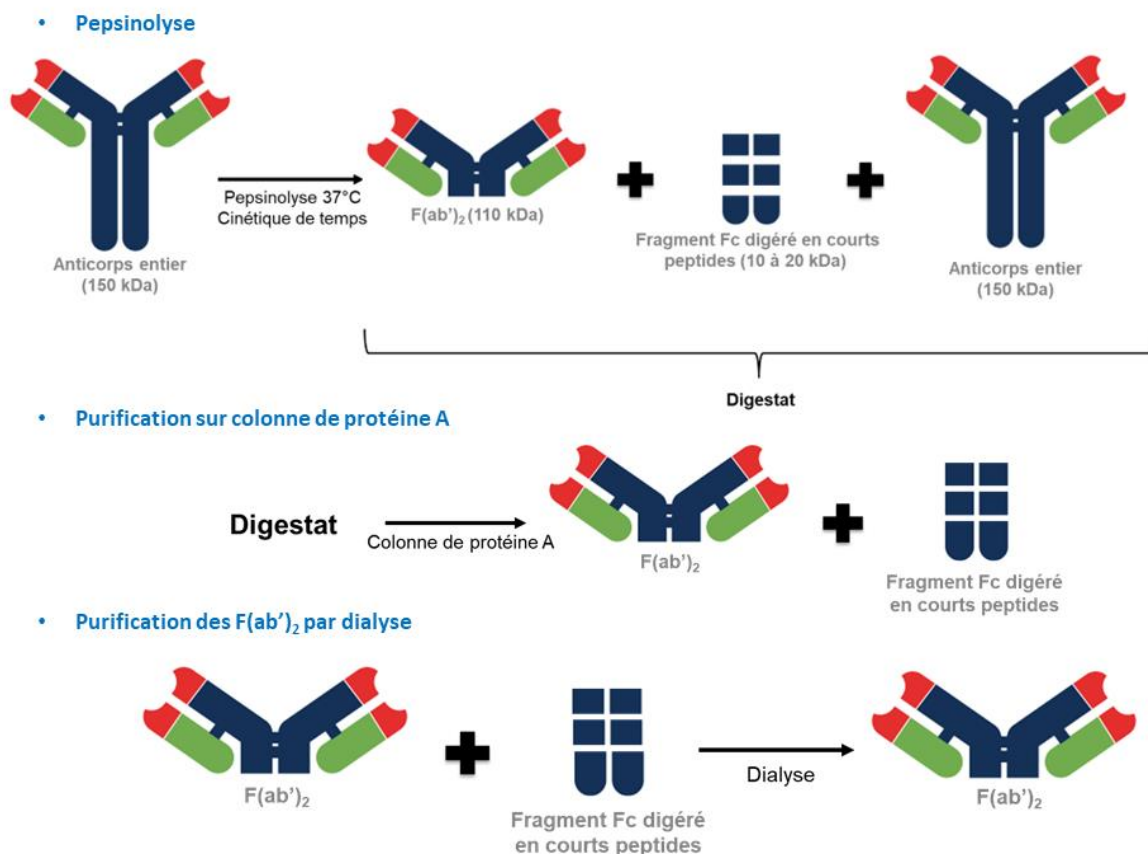 • Pepsinolyse
Pepsinolyse 37°C
Cinétique de temps
Anticorps entier
(150 kDa)
F(ab')₂ (110 kDa)
Fragment Fc digéré en courts
peptides (10 à 20 kDa)
Anticorps entier
(150 kDa)
Digestat
• Purification sur colonne de protéine A
Digestat
Colonne de protéine A
F(ab')₂
Fragment Fc digéré
en courts peptides
• Purification des F(ab')₂ par dialyse
F(ab')₂
Fragment Fc digéré
en courts peptides
Dialyse
F(ab')₂